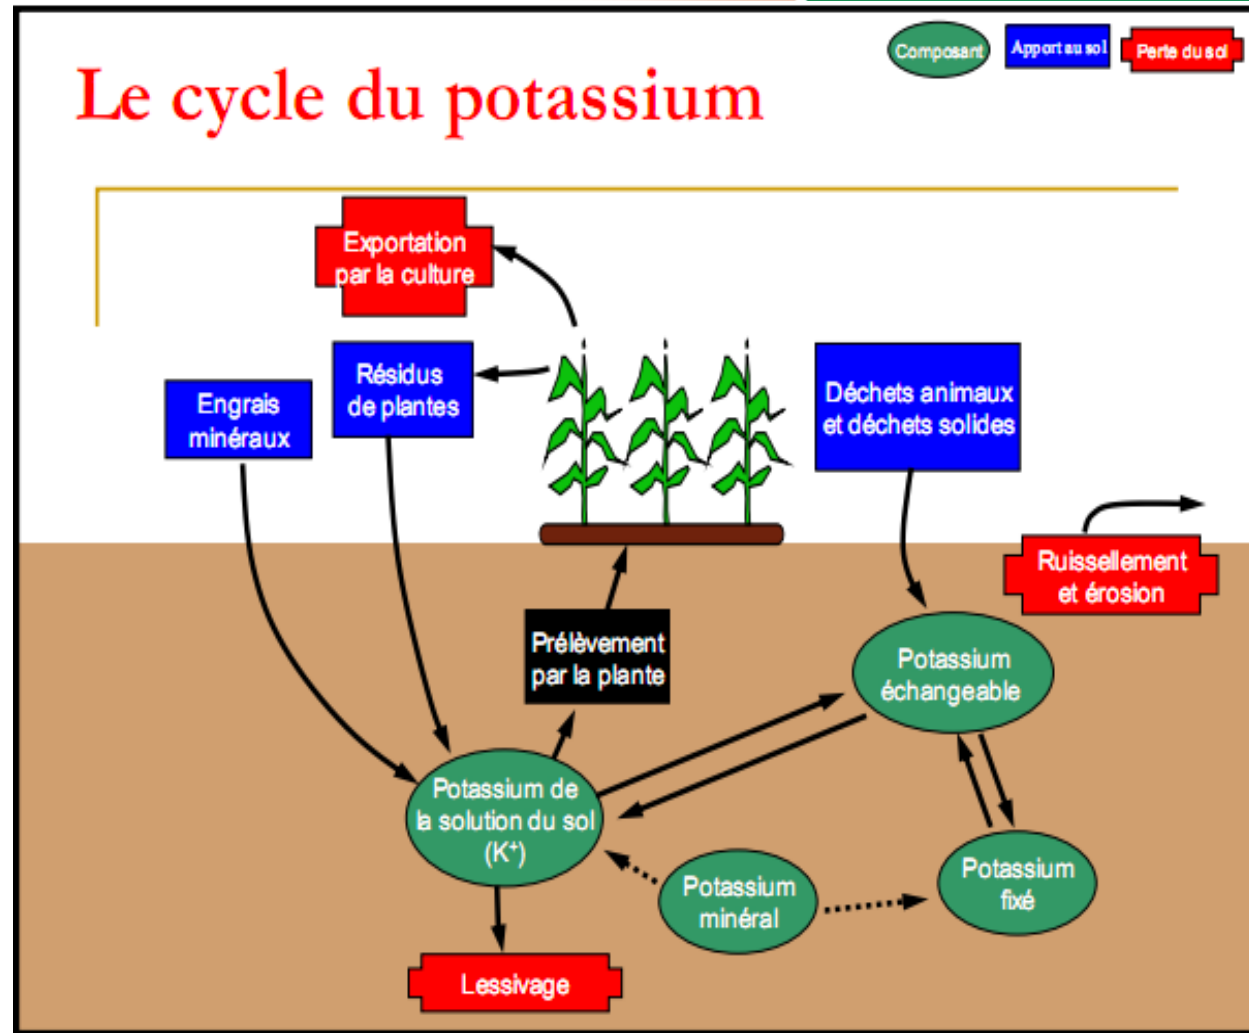 Composant
Apport au sol
Perte du sol
Le cycle du potassium
Exportation
par la culture
Résidus
de plantes
Engrais
minéraux
Déchets animaux
et déchets solides
Ruissellement
et érosion
Prélèvement
par la plante
Potassium
échangeable
Potassium de
la solution du sol
(K⁺)
Potassium
minéral
Potassium
fixé
Lessivage